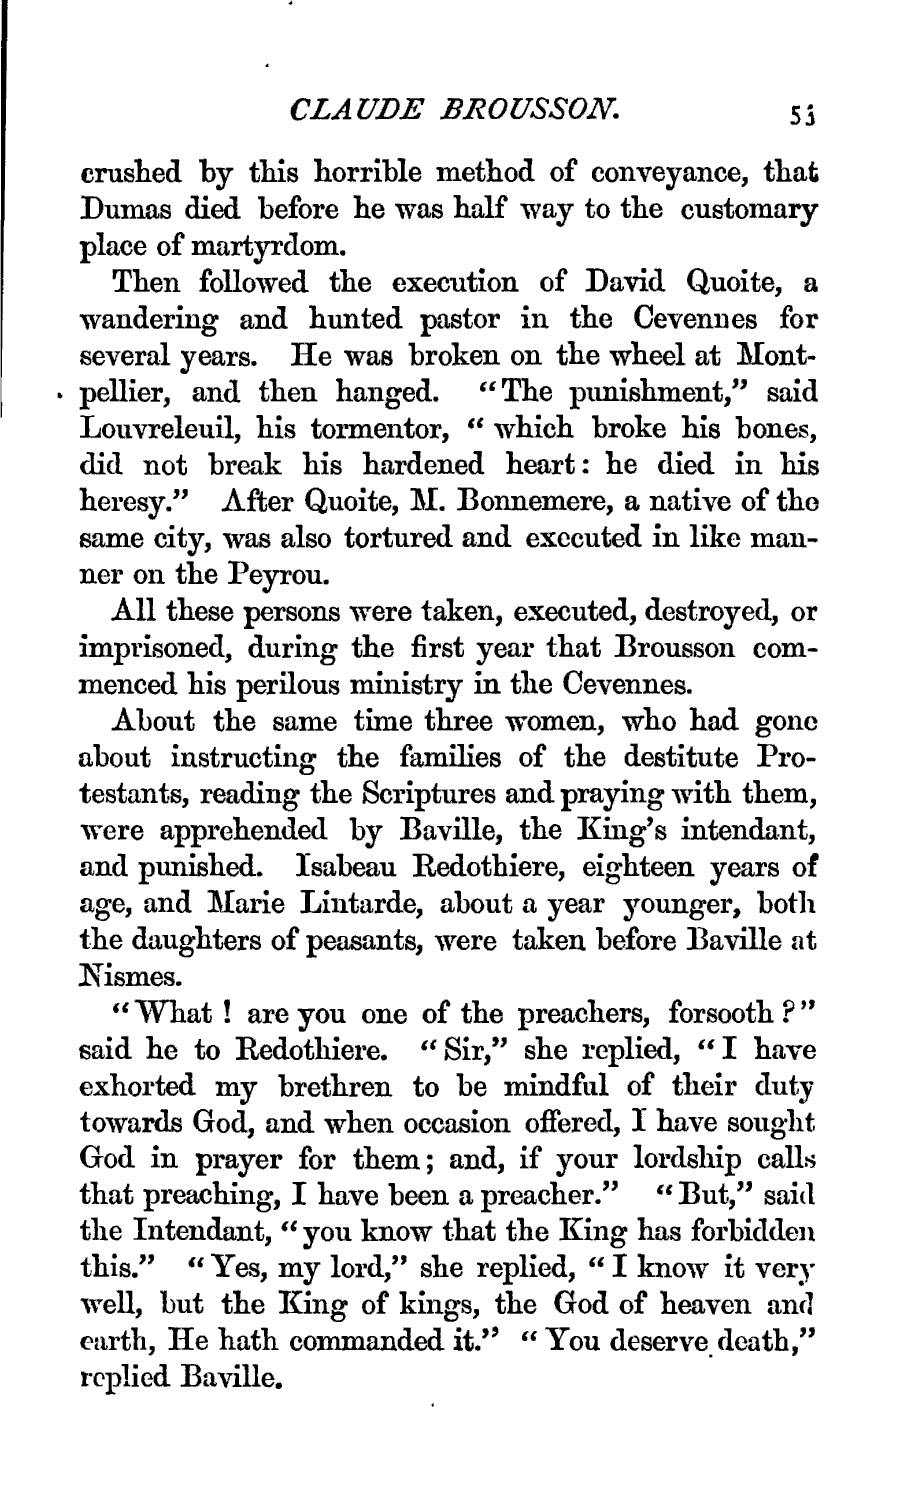 CLAUDE BROUSSON. 53
crushed by this horrible method of conveyance, that
Dumas died before he was half way to the customary
place of martyrdom.
Then followed the execution of David Quoite, a
wandering and hunted pastor in the Cevennes for
several years. He was broken on the wheel at Mont-
pellier, and then hanged. “The punishment,” said
Louvreleuil, his tormentor, “ which broke his bones,
did not break his hardened heart: he died in his
heresy.” After Quoite, M. Bonnemere, a native of the
same city, was also tortured and executed in like man-
ner on the Peyrou.
All these persons were taken, executed, destroyed, or
imprisoned, during the first year that Brousson com-
menced his perilous ministry in the Cevennes.
About the same time three women, who had gone
about instructing the families of the destitute Pro-
testants, reading the Scriptures and praying with them,
were apprehended by Baville, the King’s intendant,
and punished. Isabeau Redothiere, eighteen years of
age, and Marie Lintarde, about a year younger, both
the daughters of peasants, were taken before Baville at
Nismes.
“What ! are you one of the preachers, forsooth ?”
said he to Redothiere. “ Sir,” she replied, “ I have
exhorted my brethren to be mindful of their duty
towards God, and when occasion offered, I have sought
God in prayer for them; and, if your lordship calls
that preaching, I have been a preacher.” “But,” said
the Intendant, “you know that the King has forbidden
this.” “ Yes, my lord,” she replied, “ I know it very
well, but the King of kings, the God of heaven and
earth, He hath commanded it.” “ You deserve death,”
replied Baville.